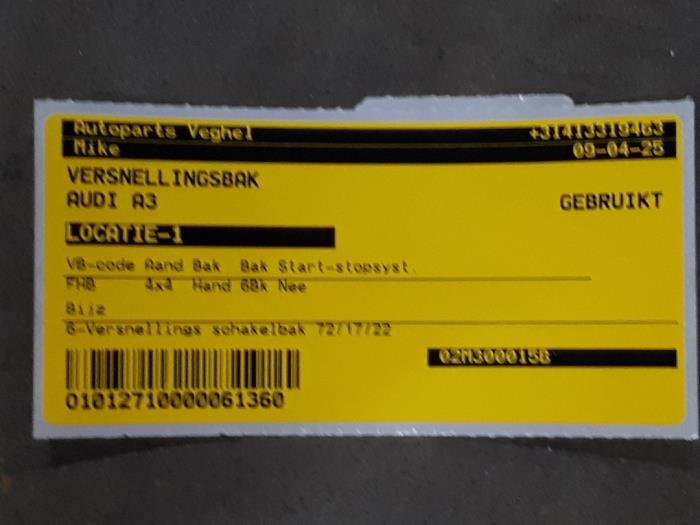 Autoparts Veghel +31413319463
Mike 09-04-25
VERSNELLINGSBAK
AUDI A3 GEBRUIKT
LOCATIE-1
VB-code Aand Bak Bak Start-stopsyst.
FHB 4x4 Hand 6Bk Nee
Bijz
6-Versnellings schakelbak 72/17/22
02M300015B
01012710000061360